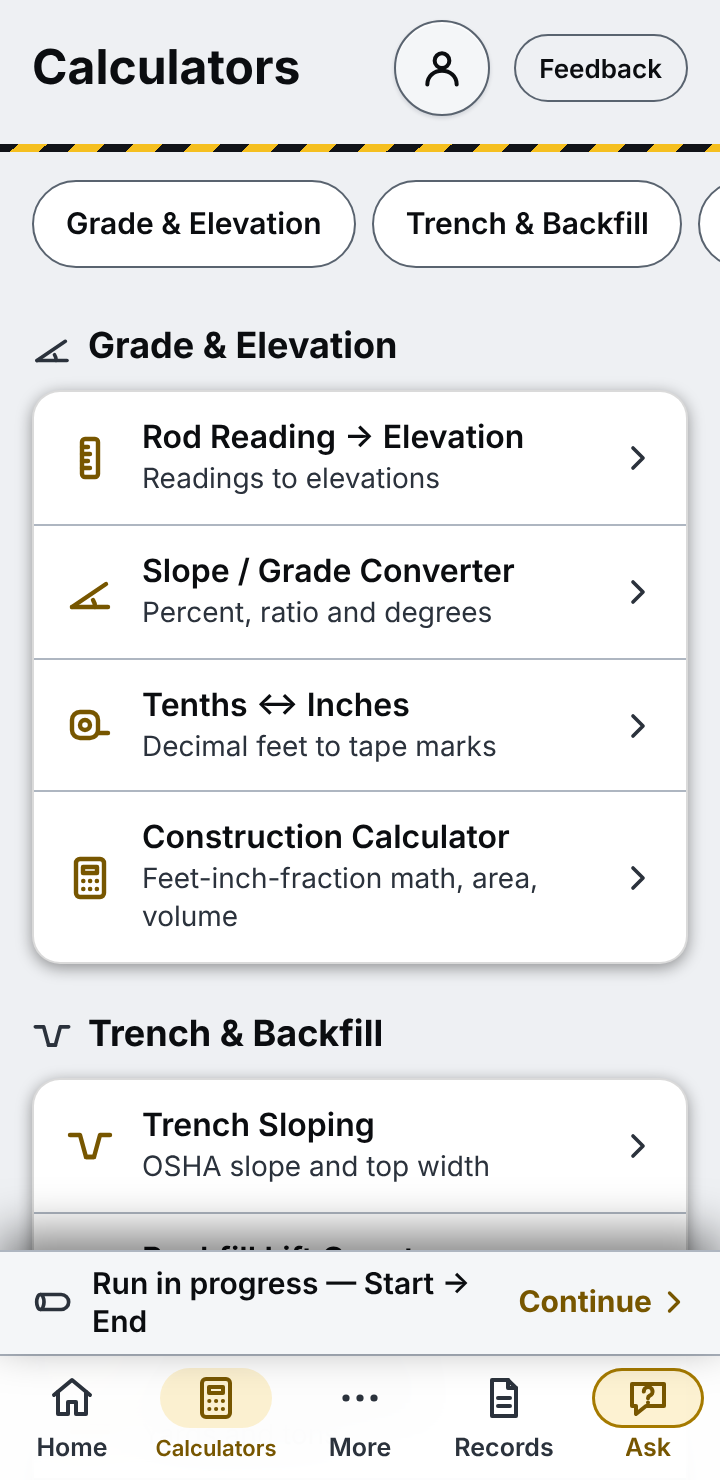 Calculators
Feedback
Grade & Elevation
Trench & Backfill
Grade & Elevation
Rod Reading → Elevation
Readings to elevations
Slope / Grade Converter
Percent, ratio and degrees
Tenths ↔ Inches
Decimal feet to tape marks
Construction Calculator
Feet-inch-fraction math, area,
volume
Trench & Backfill
Trench Sloping
OSHA slope and top width
Run in progress — Start →
End
Continue
Home
Calculators
More
Records
Ask